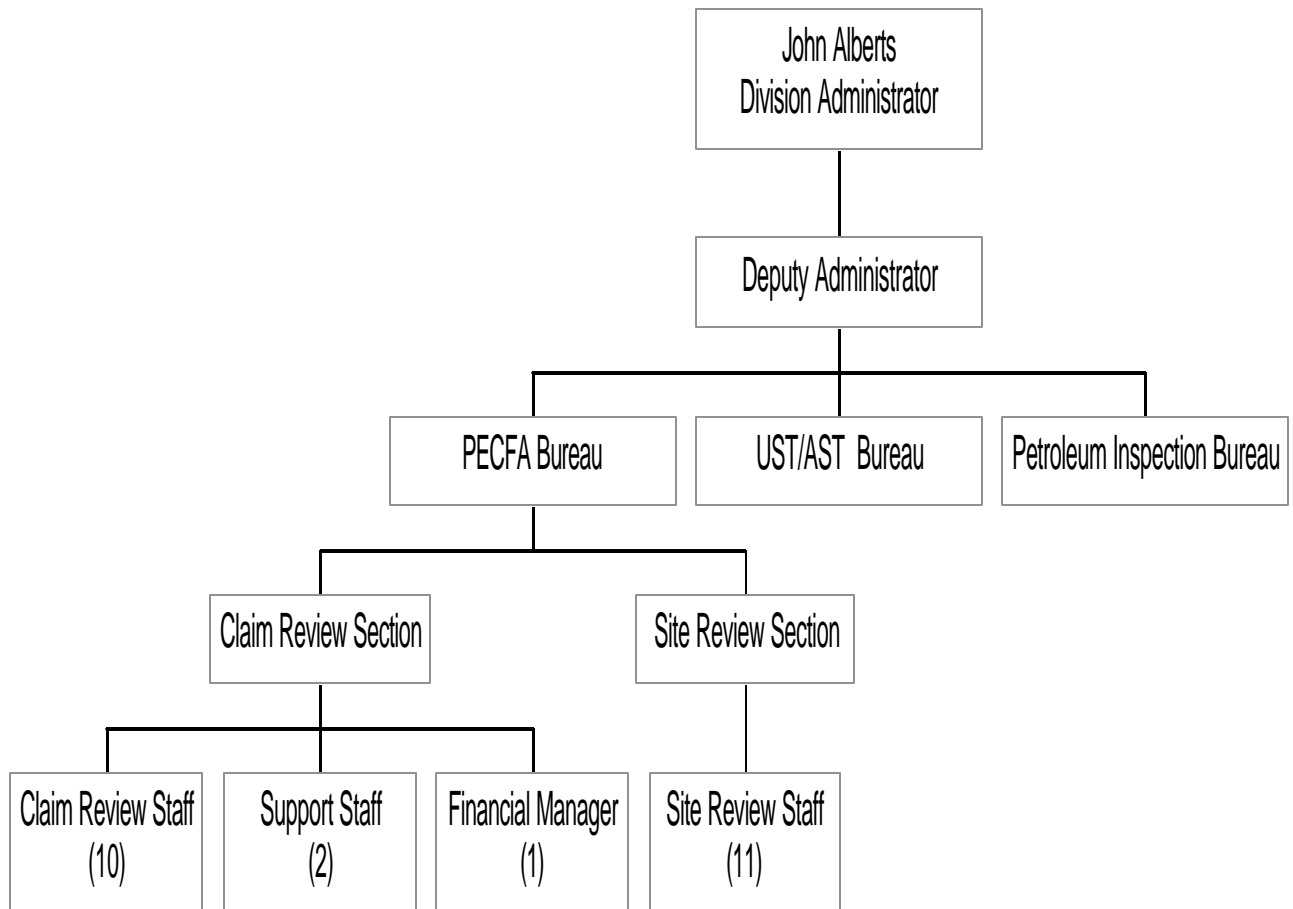 John Alberts
Division Administrator
Deputy Administrator
PECFA Bureau
UST/AST Bureau
Petroleum Inspection Bureau
Claim Review Section
Site Review Section
Claim Review Staff
(10)
Support Staff
(2)
Financial Manager
(1)
Site Review Staff
(11)